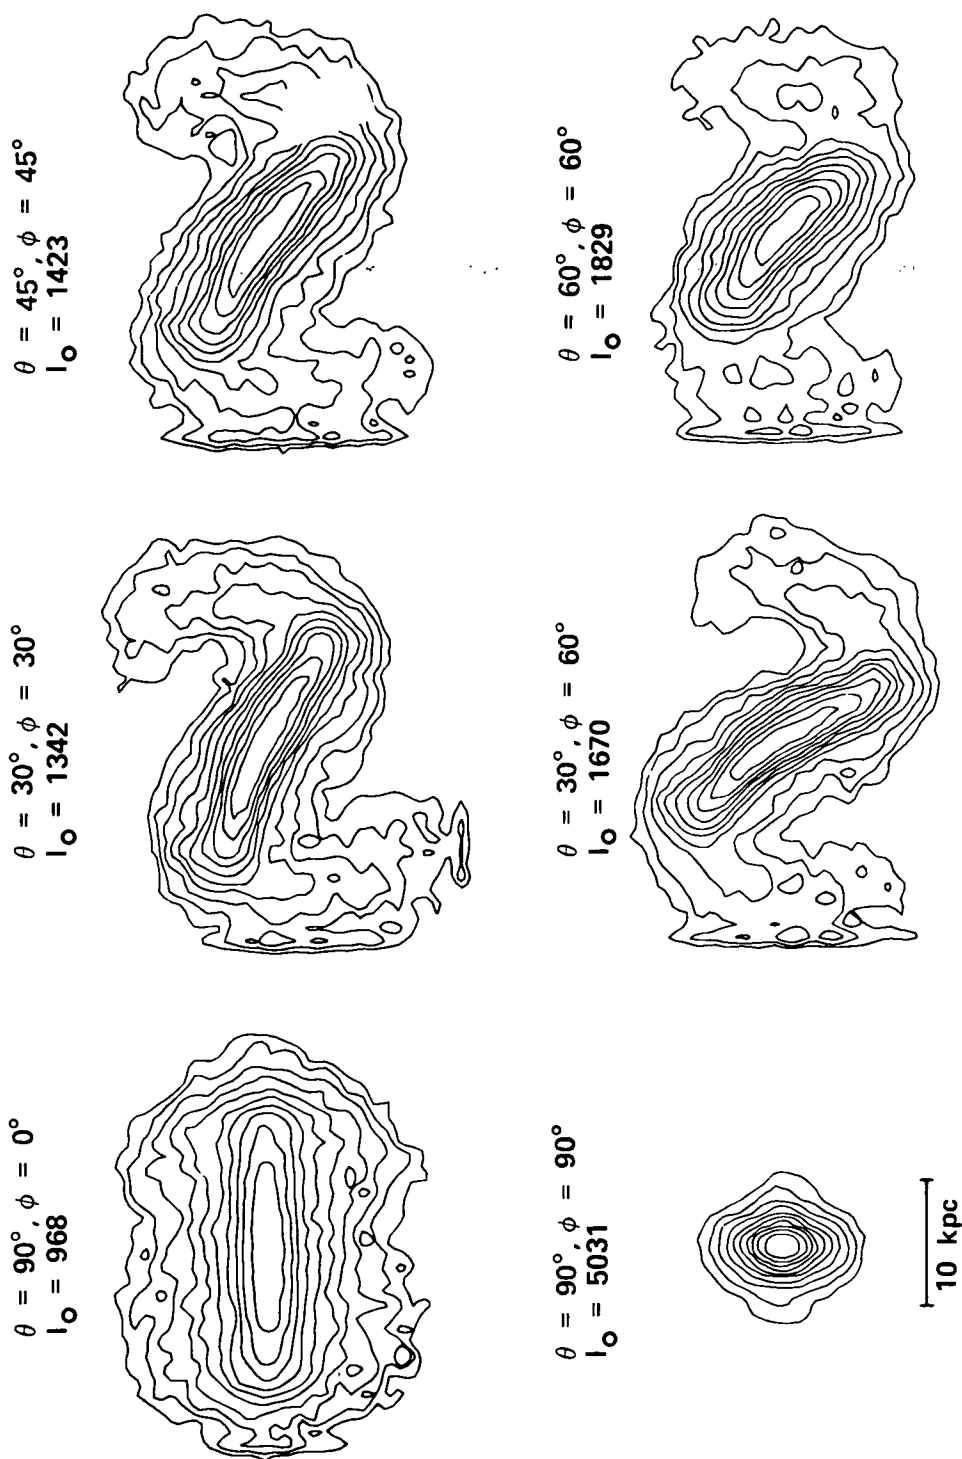 θ = 90°, ϕ = 0°
I₀ = 968
θ = 30°, ϕ = 30°
I₀ = 1342
θ = 45°, ϕ = 45°
I₀ = 1423
θ = 90°, ϕ = 90°
I₀ = 5031
θ = 30°, ϕ = 60°
I₀ = 1670
θ = 60°, ϕ = 60°
I₀ = 1829
10 kpc